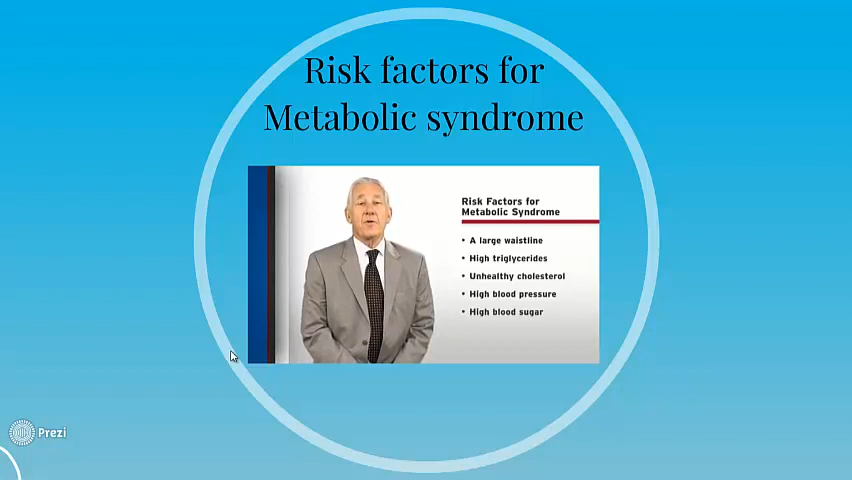 Risk factors for
Metabolic syndrome
Risk Factors for
Metabolic Syndrome
• A large waistline
• High triglycerides
• Unhealthy cholesterol
• High blood pressure
• High blood sugar
Prezi